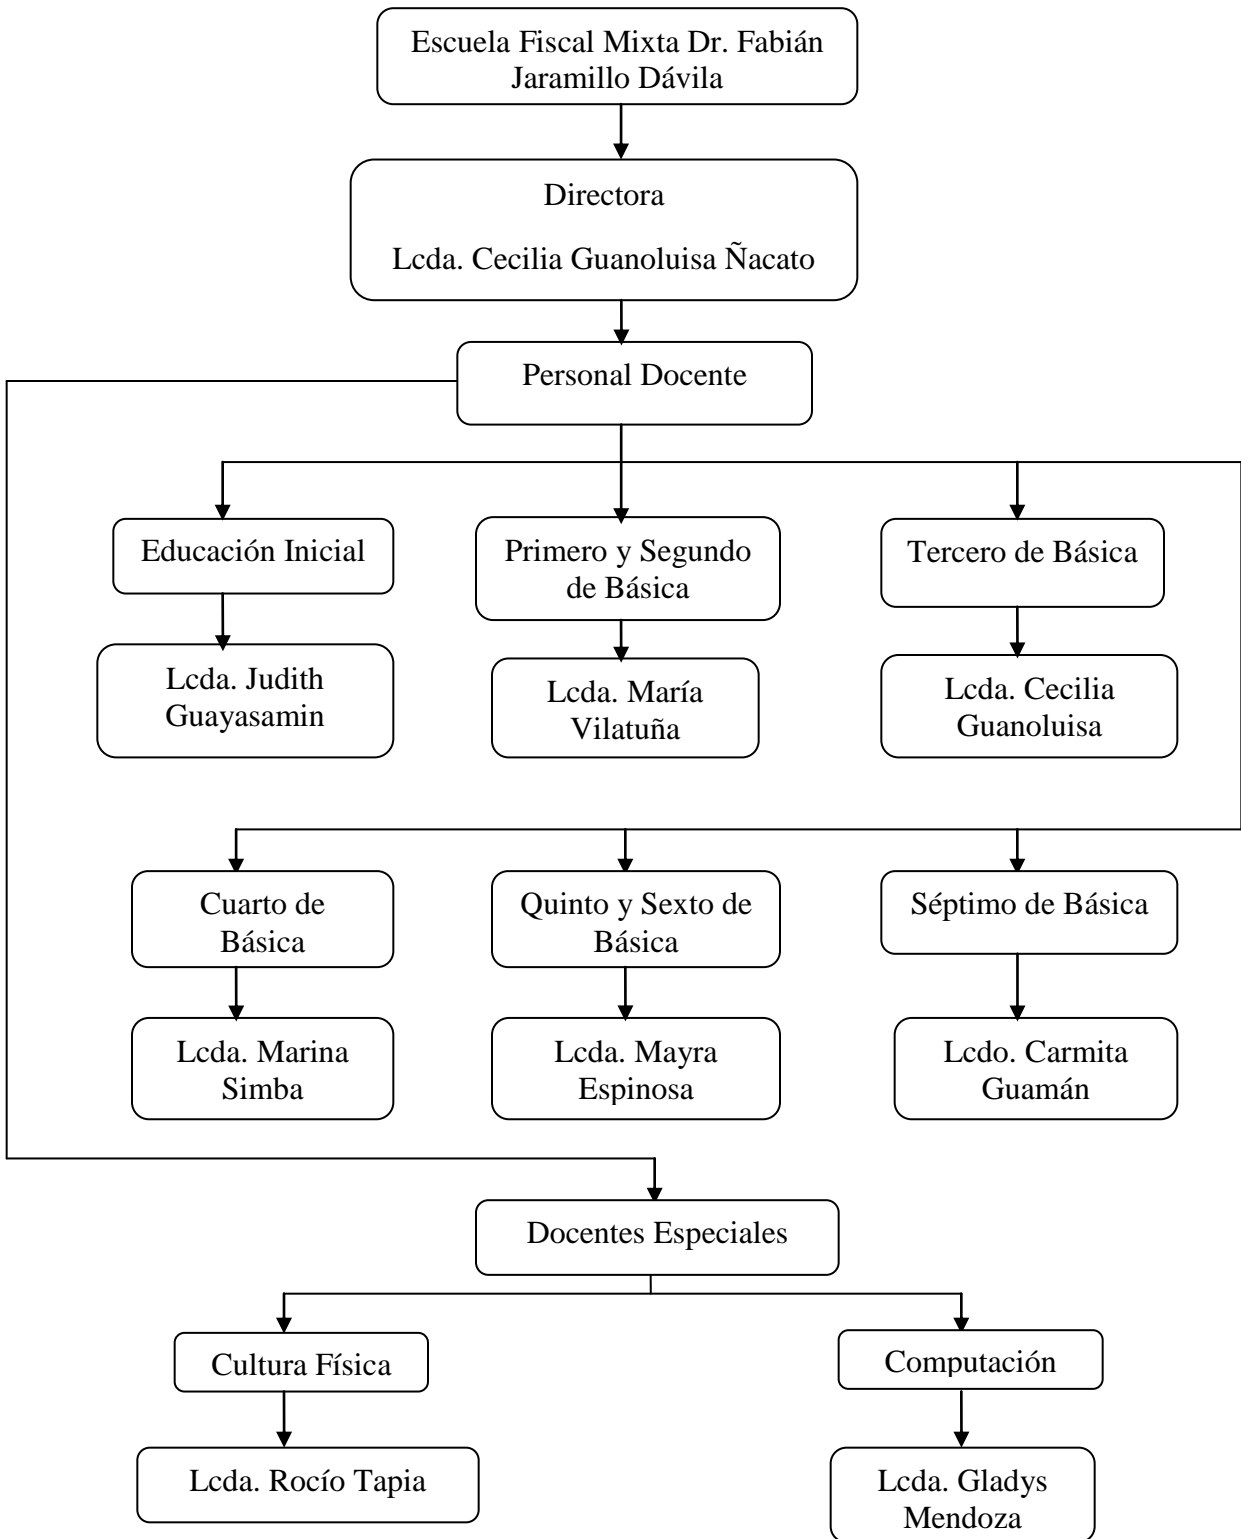 Escuela Fiscal Mixta Dr. Fabián
Jaramillo Dávila
Directora
Lcda. Cecilia Guanoluisa Ñacato
Personal Docente
Educación Inicial
Primero y Segundo
de Básica
Tercero de Básica
Lcda. Judith
Guayasamin
Lcda. María
Vilatuña
Lcda. Cecilia
Guanoluisa
Cuarto de
Básica
Quinto y Sexto de
Básica
Séptimo de Básica
Lcda. Marina
Simba
Lcda. Mayra
Espinosa
Lcdo. Carmita
Guamán
Docentes Especiales
Cultura Física
Computación
Lcda. Rocío Tapia
Lcda. Gladys
Mendoza